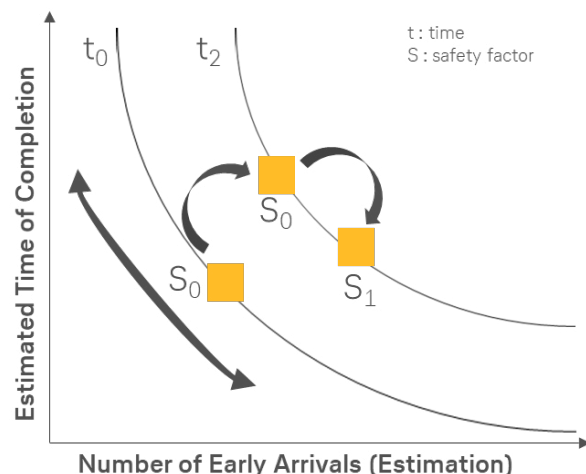 t0
t2
t : time
S : safety factor
Estimated Time of Completion
S0
S0
S1
Number of Early Arrivals (Estimation)